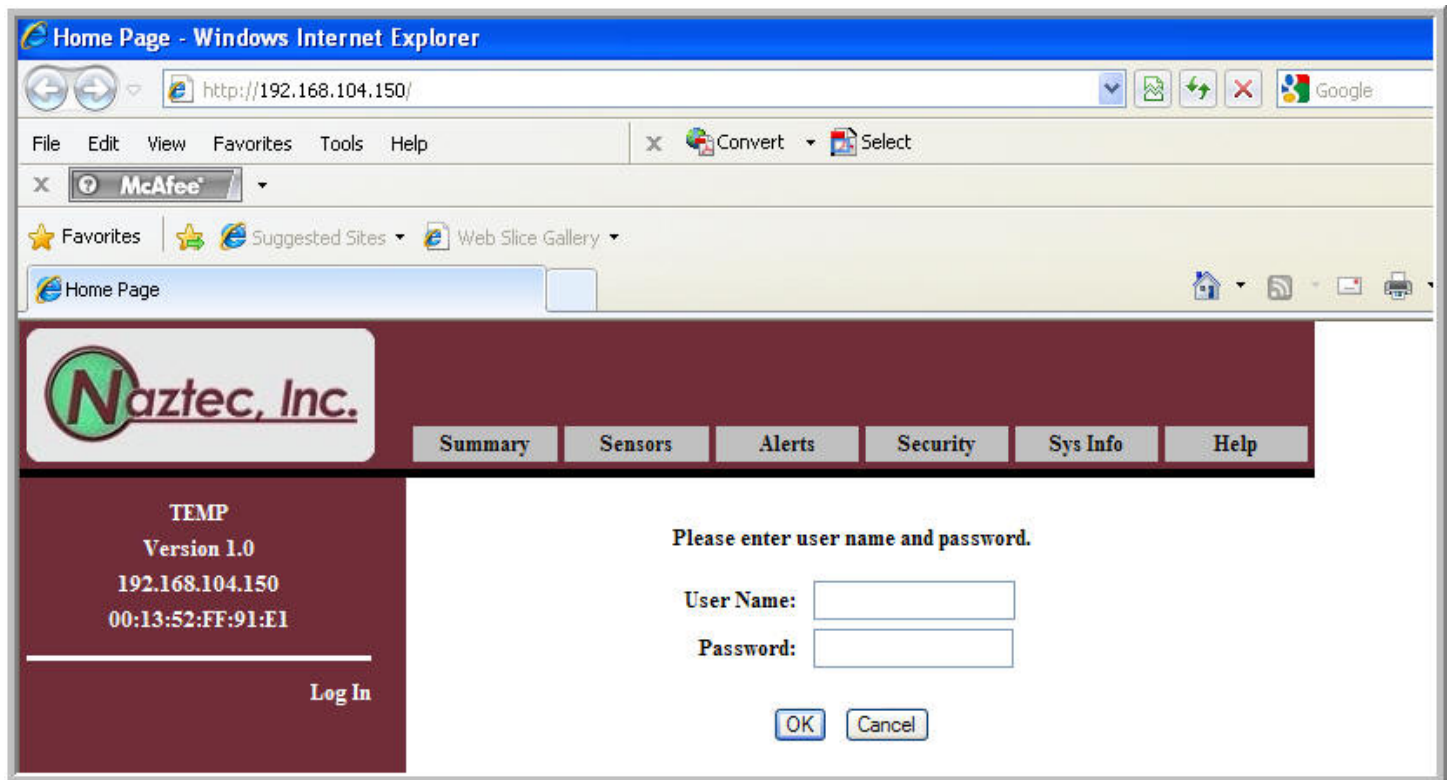 Home Page - Windows Internet Explorer
http://192.168.104.150/
Google
File Edit View Favorites Tools Help
x Convert Select
x McAfee
Favorites Suggested Sites Web Slice Gallery
Home Page
Naztec, Inc.
Summary Sensors Alerts Security Sys Info Help
TEMP
Version 1.0
192.168.104.150
00:13:52:FF:91:E1
Log In
Please enter user name and password.
User Name:
Password:
OK Cancel